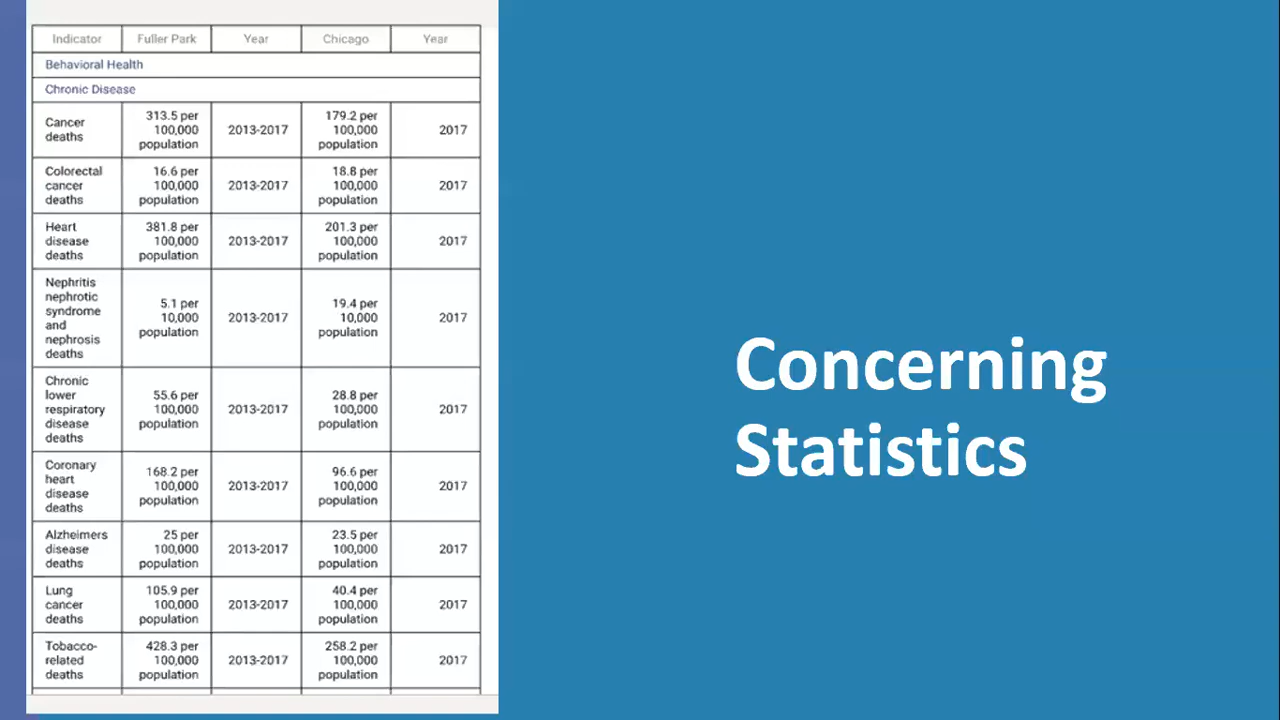 Indicator Fuller Park Year Chicago Year
Behavioral Health
Chronic Disease
Cancer
deaths
313.5 per
100,000
population
2013-2017
179.2 per
100,000
population
2017
Colorectal
cancer
deaths
16.6 per
100,000
population
2013-2017
18.8 per
100,000
population
2017
Heart
disease
deaths
381.8 per
100,000
population
2013-2017
201.3 per
100,000
population
2017
Nephritis
nephrotic
syndrome
and
nephrosis
deaths
5.1 per
10,000
population
2013-2017
19.4 per
10,000
population
2017
Chronic
lower
respiratory
disease
deaths
55.6 per
100,000
population
2013-2017
28.8 per
100,000
population
2017
Coronary
heart
disease
deaths
168.2 per
100,000
population
2013-2017
96.6 per
100,000
population
2017
Alzheimers
disease
deaths
25 per
100,000
population
2013-2017
23.5 per
100,000
population
2017
Lung
cancer
deaths
105.9 per
100,000
population
2013-2017
40.4 per
100,000
population
2017
Tobacco-
related
deaths
428.3 per
100,000
population
2013-2017
258.2 per
100,000
population
2017
Concerning
Statistics